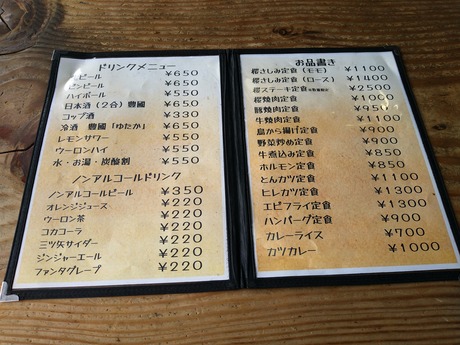 ドリンクメニュー
生ビール ￥650
ビンビール ￥650
ハイボール ￥550
日本酒（2合）豊國 ￥650
コップ酒 ￥330
冷酒 豊國「ゆたか」 ￥650
レモンサワー ￥550
ウーロンハイ ￥550
水・お湯・炭酸割 ￥550
ノンアルコールドリンク
ノンアルコールビール ￥350
オレンジジュース ￥220
ウーロン茶 ￥220
コカコーラ ￥220
三ツ矢サイダー ￥220
ジンジャーエール ￥220
ファンタグレープ ￥220
お品書き
櫻さしみ定食（モモ） ￥1100
櫻さしみ定食（ロース） ￥1400
櫻ステーキ定食 ￥2500
櫻焼肉定食 ￥1000
豚焼肉定食 ￥950
牛焼肉定食 ￥1100
鳥から揚げ定食 ￥900
野菜炒め定食 ￥900
牛煮込み定食 ￥850
ホルモン定食 ￥850
とんカツ定食 ￥1100
ヒレカツ定食 ￥1300
エビフライ定食 ￥1300
ハンバーグ定食 ￥900
カレーライス ￥700
カツカレー ￥1000